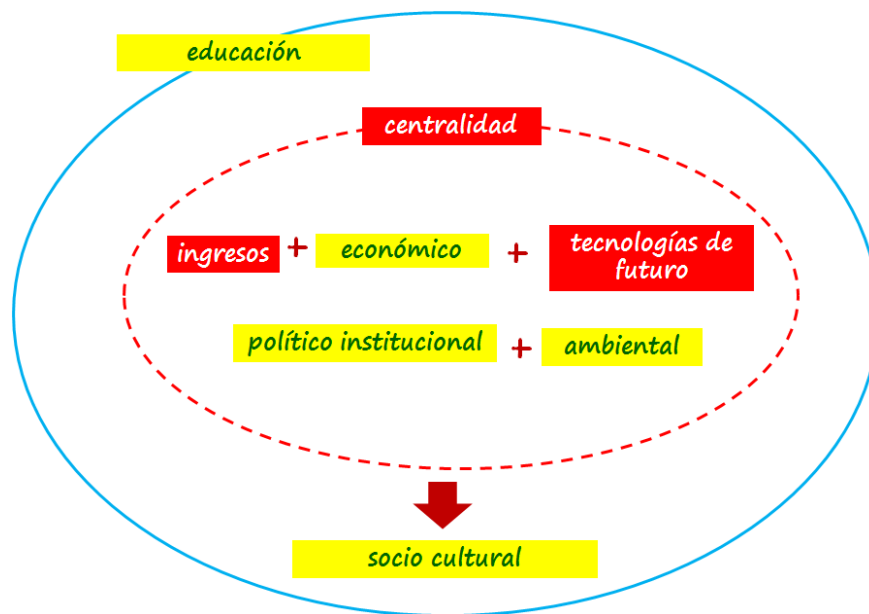 educación
centralidad
ingresos + económico + tecnologías de
futuro
político institucional + ambiental
socio cultural